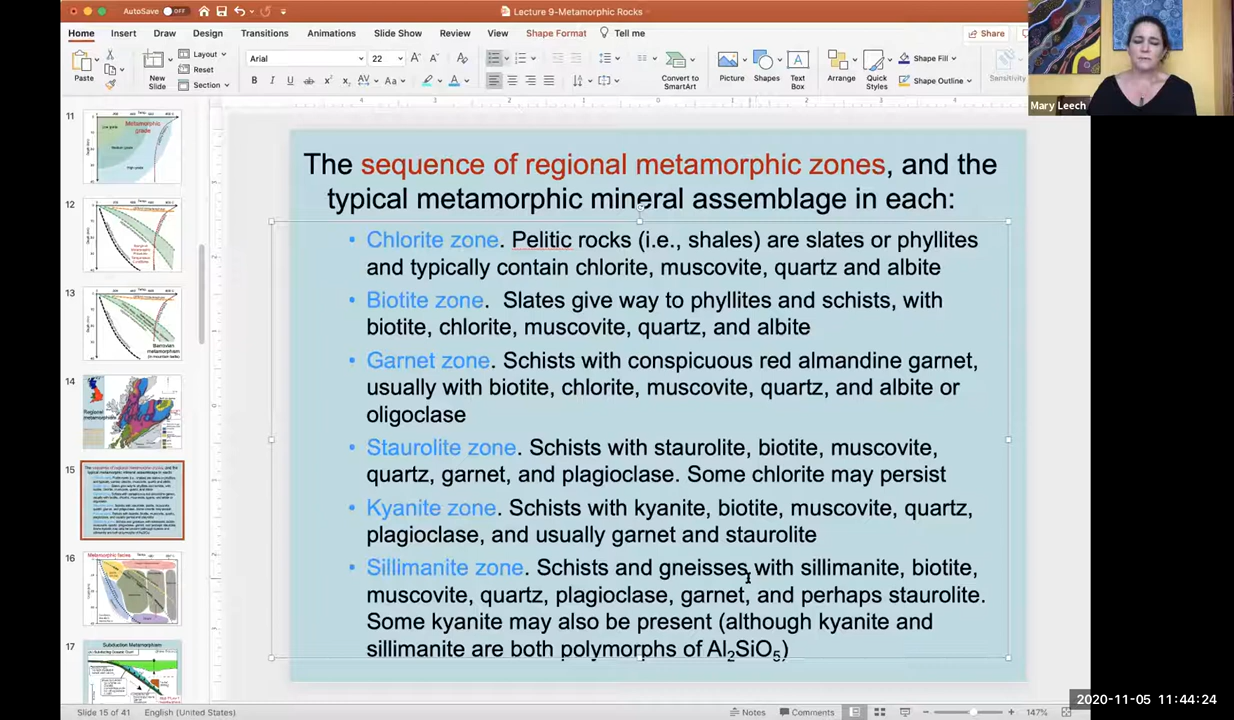 AutoSave OFF
Lecture 9-Metamorphic Rocks
Home Insert Draw Design Transitions Animations Slide Show Review View Shape Format Tell me
Share
Paste
New Slide
Layout
Reset
Section
Arial 22
Convert to SmartArt
Picture
Shapes
Text Box
Arrange
Quick Styles
Shape Fill
Shape Outline
Sensitivity
Mary Leech
11
Metamorphic grade
12
13
Barrovian metamorphism
14
Regional metamorphism
15
16
Metamorphic facies
17
Subduction Metamorphism
The sequence of regional metamorphic zones, and the
typical metamorphic mineral assemblage in each:
• Chlorite zone. Pelitic rocks (i.e., shales) are slates or phyllites
and typically contain chlorite, muscovite, quartz and albite
• Biotite zone. Slates give way to phyllites and schists, with
biotite, chlorite, muscovite, quartz, and albite
• Garnet zone. Schists with conspicuous red almandine garnet,
usually with biotite, chlorite, muscovite, quartz, and albite or
oligoclase
• Staurolite zone. Schists with staurolite, biotite, muscovite,
quartz, garnet, and plagioclase. Some chlorite may persist
• Kyanite zone. Schists with kyanite, biotite, muscovite, quartz,
plagioclase, and usually garnet and staurolite
• Sillimanite zone. Schists and gneisses with sillimanite, biotite,
muscovite, quartz, plagioclase, garnet, and perhaps staurolite.
Some kyanite may also be present (although kyanite and
sillimanite are both polymorphs of Al₂SiO₅)
Slide 15 of 41 English (United States)
Notes Comments 147%
2020-11-05 11:44:24